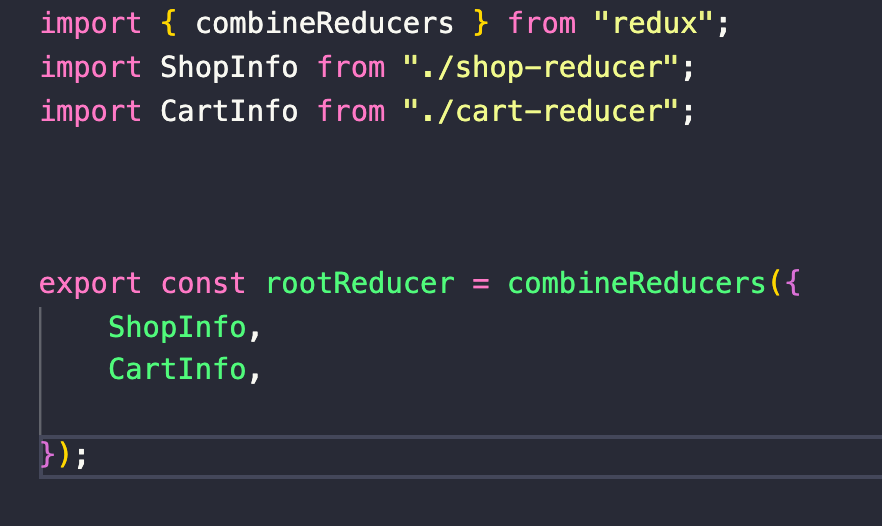 import { combineReducers } from "redux";
import ShopInfo from "./shop-reducer";
import CartInfo from "./cart-reducer";
export const rootReducer = combineReducers({
    ShopInfo,
    CartInfo,
});